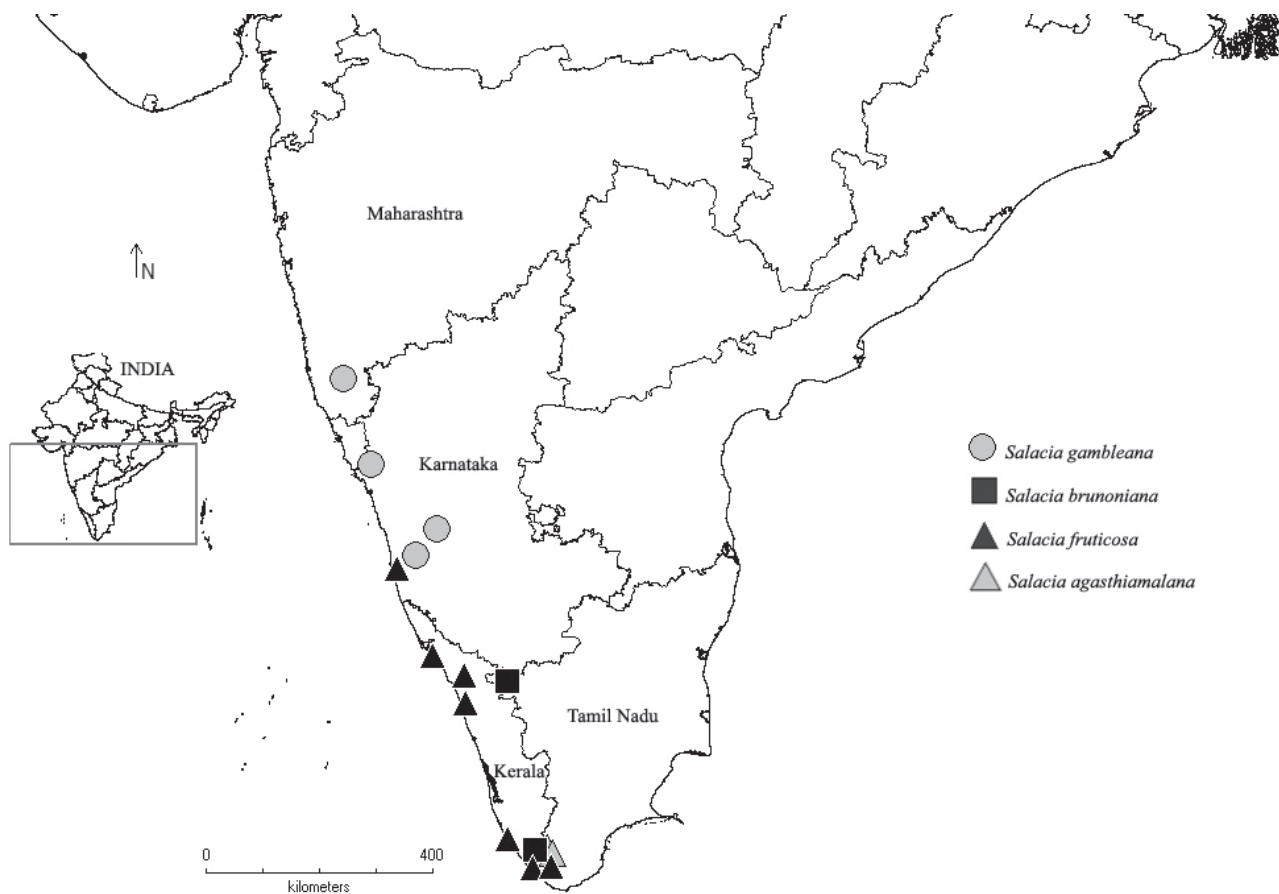 Maharashtra
N
INDIA
Karnataka
Salacia gambleana
Salacia brunoniana
Salacia fruticosa
Salacia agasthiamalana
Tamil Nadu
Kerala
0 400
kilometers